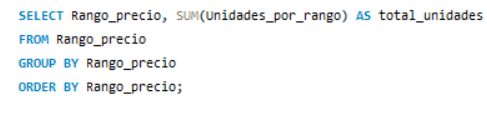 SELECT Rango_precio, SUM(Unidades_por_rango) AS total_unidades
FROM Rango_precio
GROUP BY Rango_precio
ORDER BY Rango_precio;